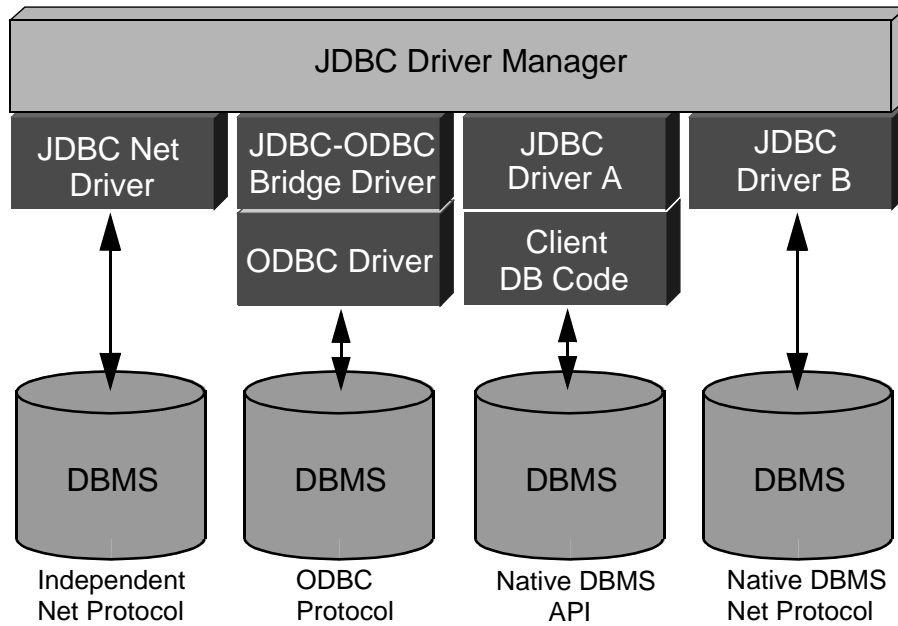 JDBC Driver Manager
JDBC Net
Driver
JDBC-ODBC
Bridge Driver
JDBC
Driver A
JDBC
Driver B
ODBC Driver
Client
DB Code
DBMS
DBMS
DBMS
DBMS
Independent
Net Protocol
ODBC
Protocol
Native DBMS
API
Native DBMS
Net Protocol